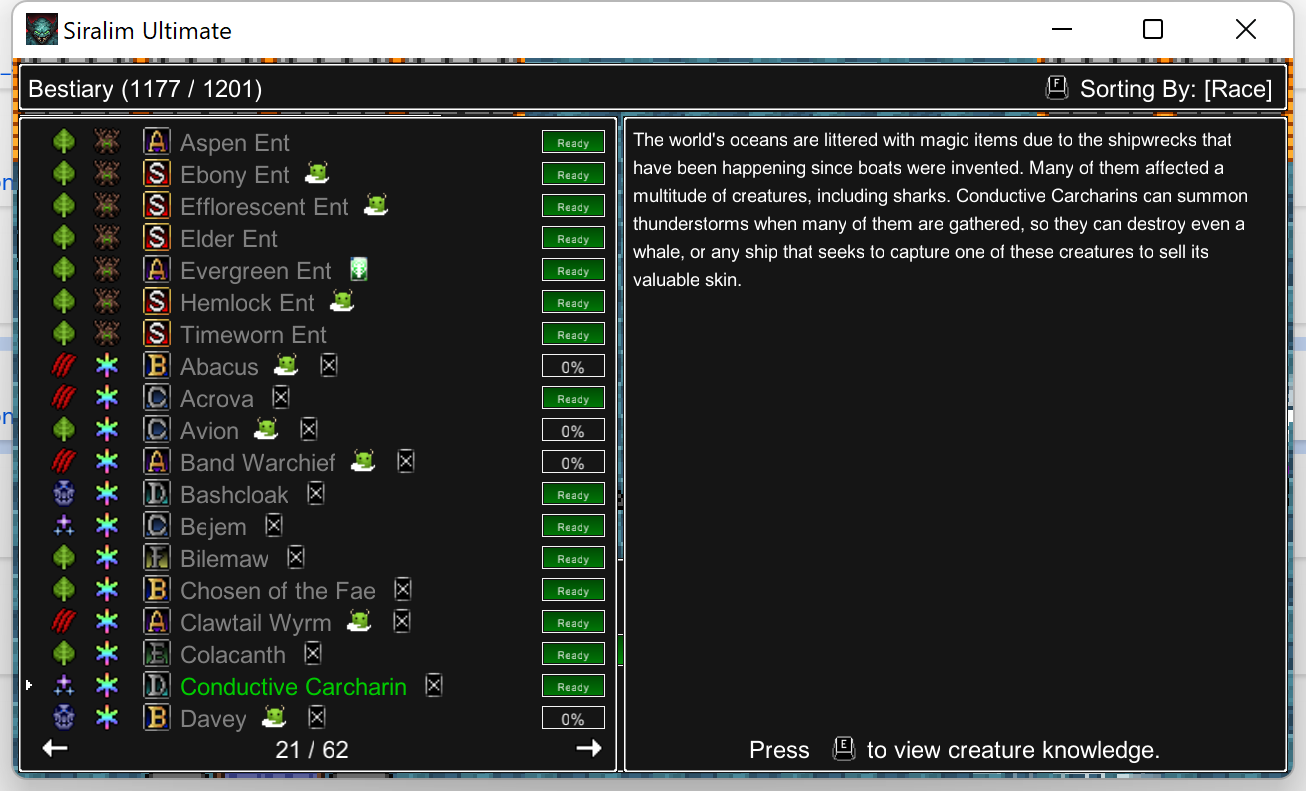 Siralim Ultimate
Bestiary (1177 / 1201)
F Sorting By: [Race]
A Aspen Ent Ready
S Ebony Ent Ready
S Efflorescent Ent Ready
S Elder Ent Ready
A Evergreen Ent Ready
S Hemlock Ent Ready
S Timeworn Ent Ready
B Abacus 0%
C Acrova Ready
C Avion 0%
A Band Warchief 0%
D Bashcloak Ready
C Bejem Ready
F Bilemaw Ready
B Chosen of the Fae Ready
A Clawtail Wyrm Ready
E Colacanth Ready
D Conductive Carcharin Ready
B Davey 0%
21 / 62
The world's oceans are littered with magic items due to the shipwrecks that
have been happening since boats were invented. Many of them affected a
multitude of creatures, including sharks. Conductive Carcharins can summon
thunderstorms when many of them are gathered, so they can destroy even a
whale, or any ship that seeks to capture one of these creatures to sell its
valuable skin.
Press E to view creature knowledge.